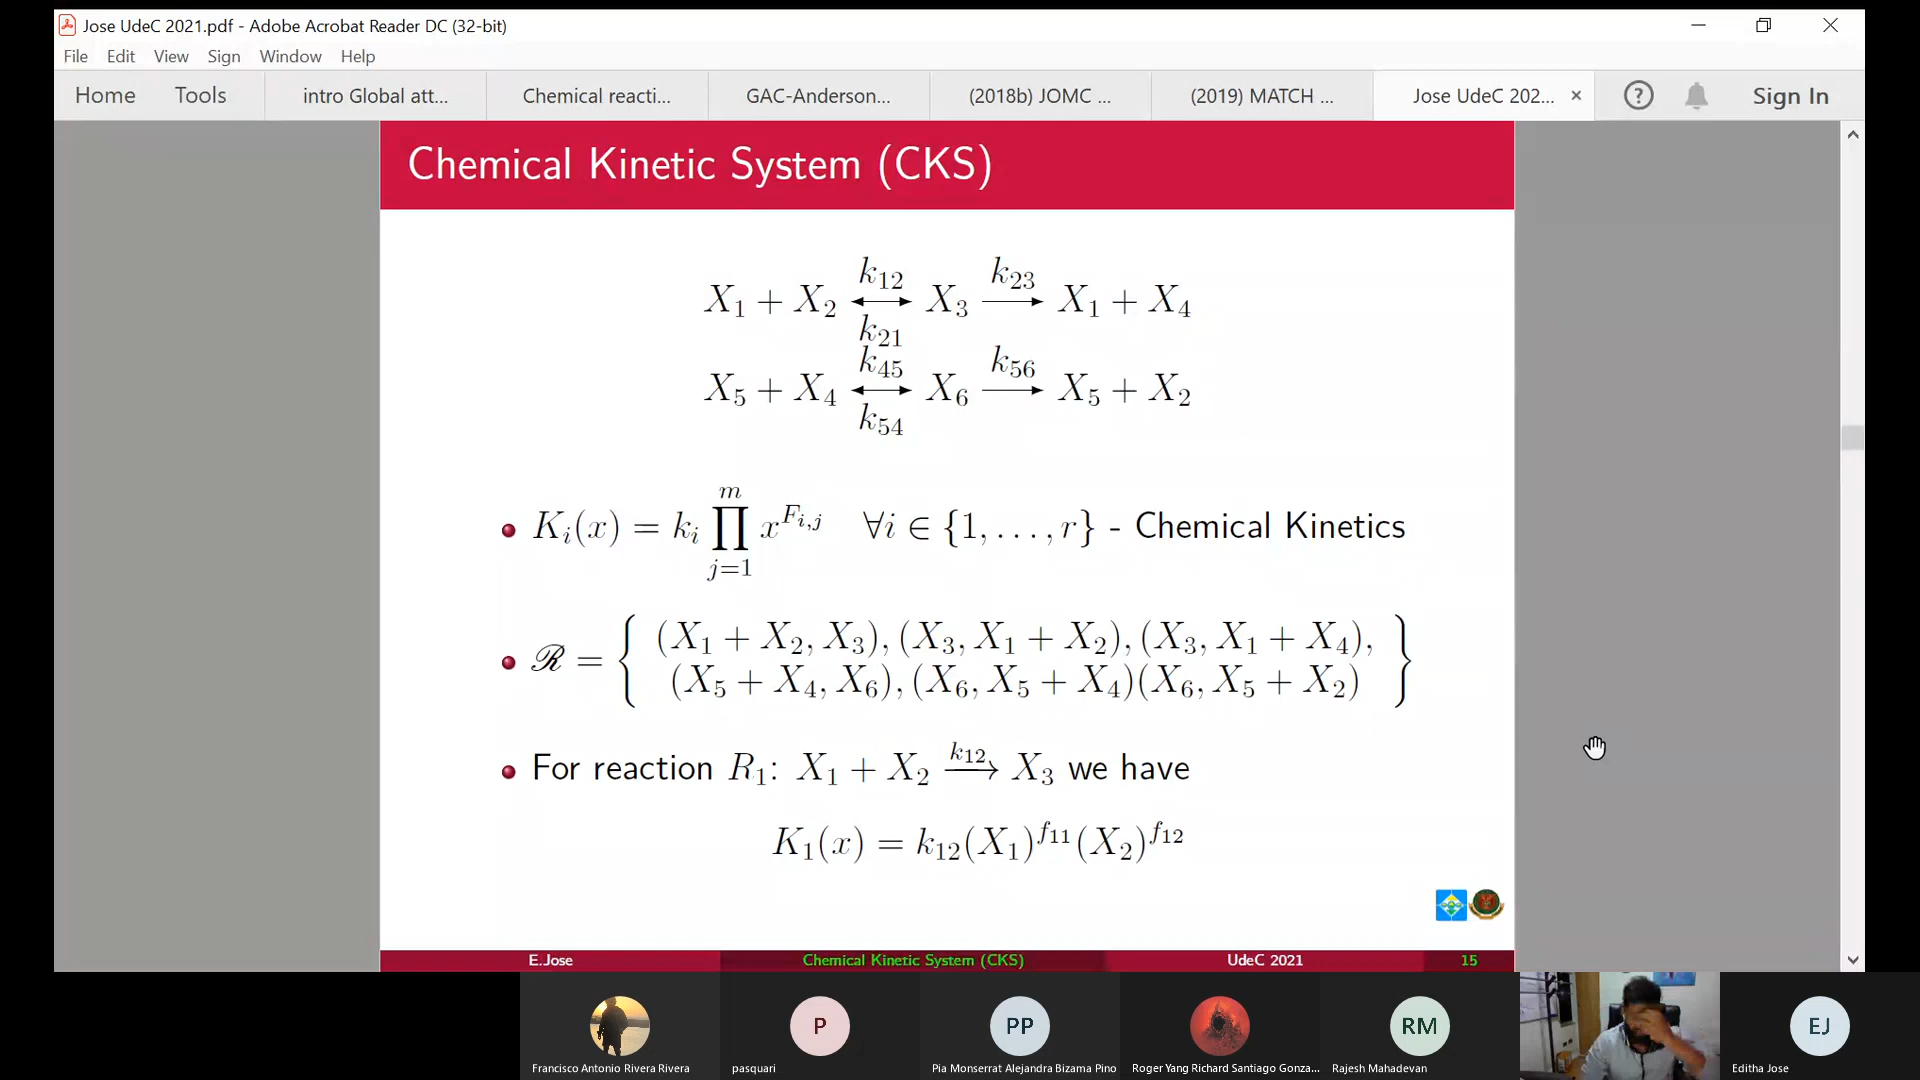 Jose UdeC 2021.pdf - Adobe Acrobat Reader DC (32-bit)
File Edit View Sign Window Help
Home Tools intro Global att... Chemical reacti... GAC-Anderson... (2018b) JOMC ... (2019) MATCH ... Jose UdeC 202... × ? Sign In
Chemical Kinetic System (CKS)
X₁ + X₂ ⟷ X₃ ⟶ X₁ + X₄ k₁₂ k₂₁ k₂₃
X₅ + X₄ ⟷ X₆ ⟶ X₅ + X₂ k₄₅ k₅₄ k₅₆
• K_i(x) = k_i ∏_{j=1}^{m} x^{F_{i,j}} ∀i ∈ {1, . . . , r} - Chemical Kinetics
• ℛ = { (X₁ + X₂, X₃), (X₃, X₁ + X₂), (X₃, X₁ + X₄),
(X₅ + X₄, X₆), (X₆, X₅ + X₄)(X₆, X₅ + X₂) }
• For reaction R₁: X₁ + X₂ —k₁₂→ X₃ we have
K₁(x) = k₁₂(X₁)^{f₁₁}(X₂)^{f₁₂}
E.Jose Chemical Kinetic System (CKS) UdeC 2021 15
P PP RM EJ
Francisco Antonio Rivera Rivera pasquari Pia Monserrat Alejandra Bizama Pino Roger Yang Richard Santiago Gonza... Rajesh Mahadevan Editha Jose